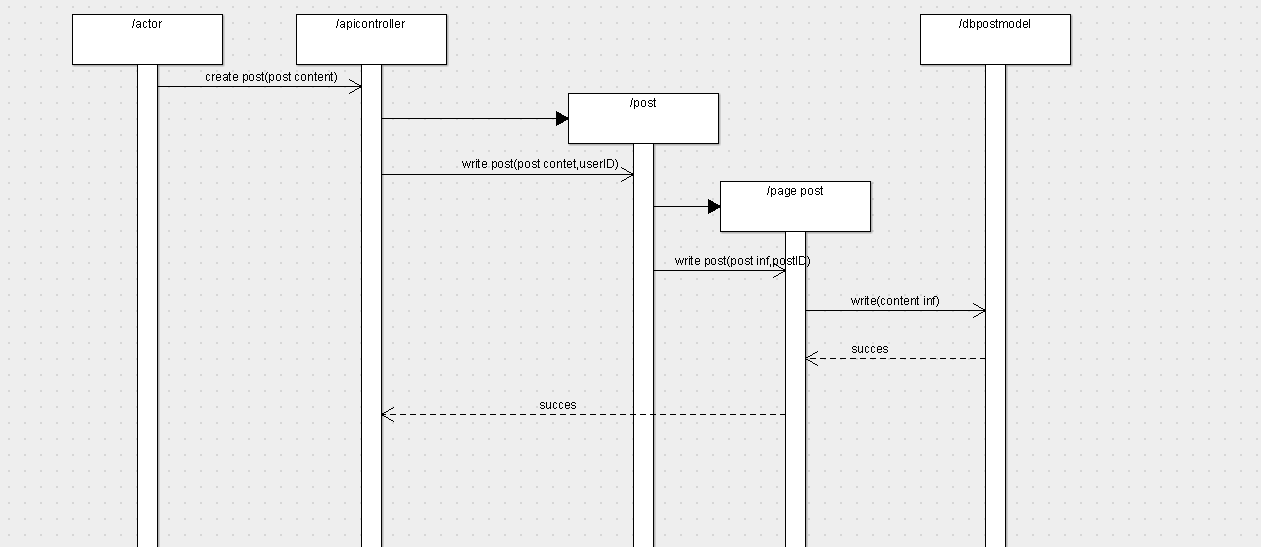 /actor
/apicontroller
/dbpostmodel
create post(post content)
/post
write post(post contet,userID)
/page post
write post(post inf,postID)
write(content inf)
succes
succes